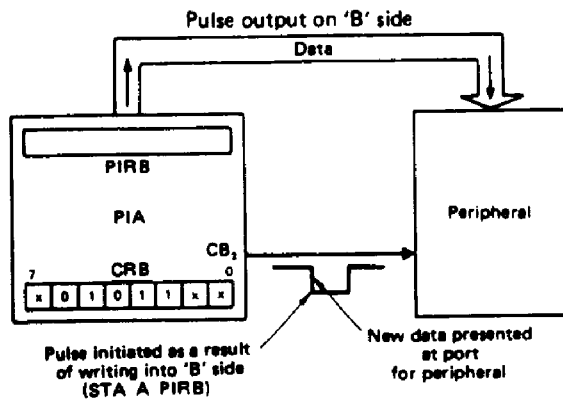 Pulse output on 'B' side
Data
PIRB
PIA
Peripheral
CB2
CRB
7 0
x 0 1 0 1 1 x x
Pulse initiated as a result
of writing into 'B' side
(STA A PIRB)
New data presented
at port
for peripheral